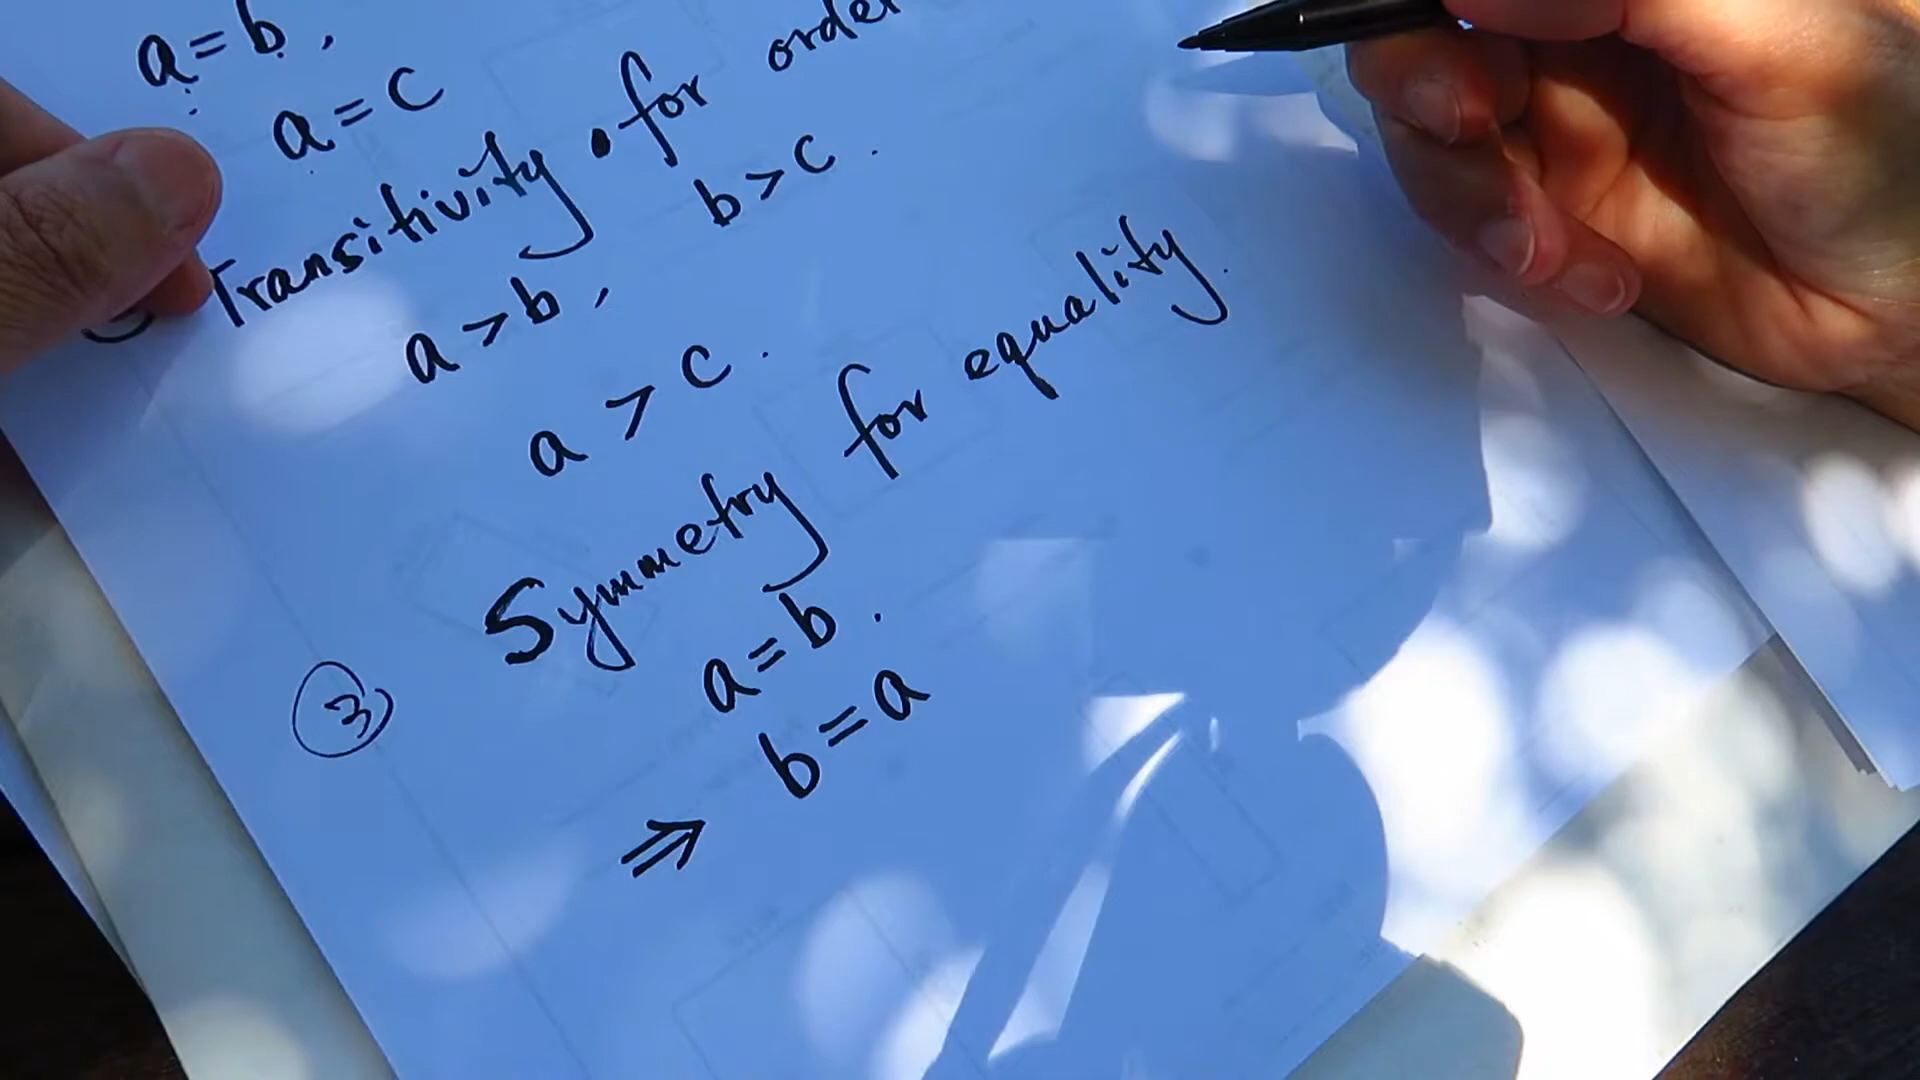 a = b,
a = c
Transitivity . for order
a > b, b > c.
a > c.
③ Symmetry for equality.
a = b.
⇒ b = a